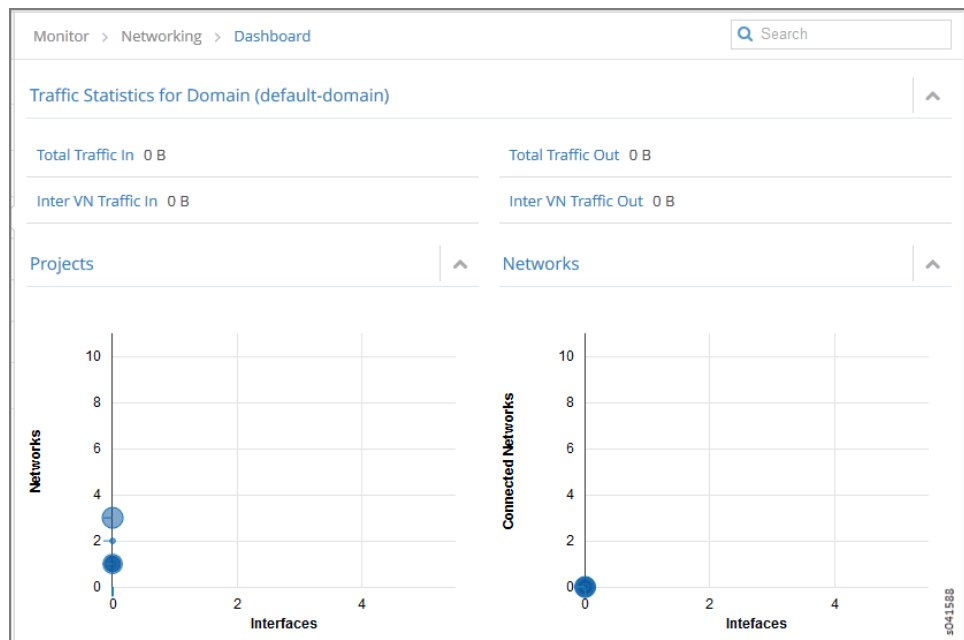 Monitor > Networking > Dashboard
Search
Traffic Statistics for Domain (default-domain)
Total Traffic In 0 B
Total Traffic Out 0 B
Inter VN Traffic In 0 B
Inter VN Traffic Out 0 B
Projects
Networks
10
8
6
4
2
0
Networks
0 2 4
Interfaces
10
8
6
4
2
0
Connected Networks
0 2 4
Intefaces
s041588